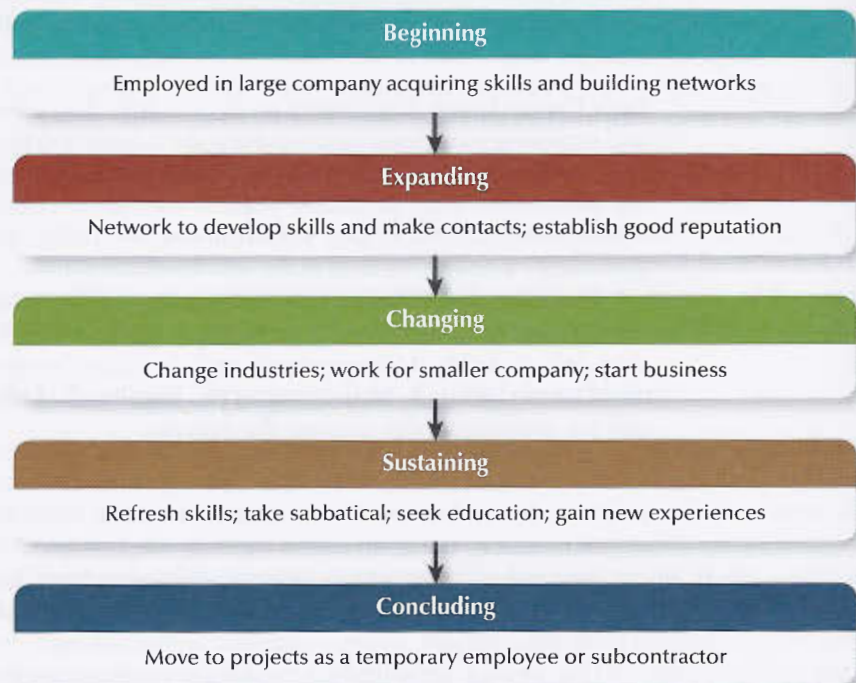 Beginning
Employed in large company acquiring skills and building networks
Expanding
Network to develop skills and make contacts; establish good reputation
Changing
Change industries; work for smaller company; start business
Sustaining
Refresh skills; take sabbatical; seek education; gain new experiences
Concluding
Move to projects as a temporary employee or subcontractor